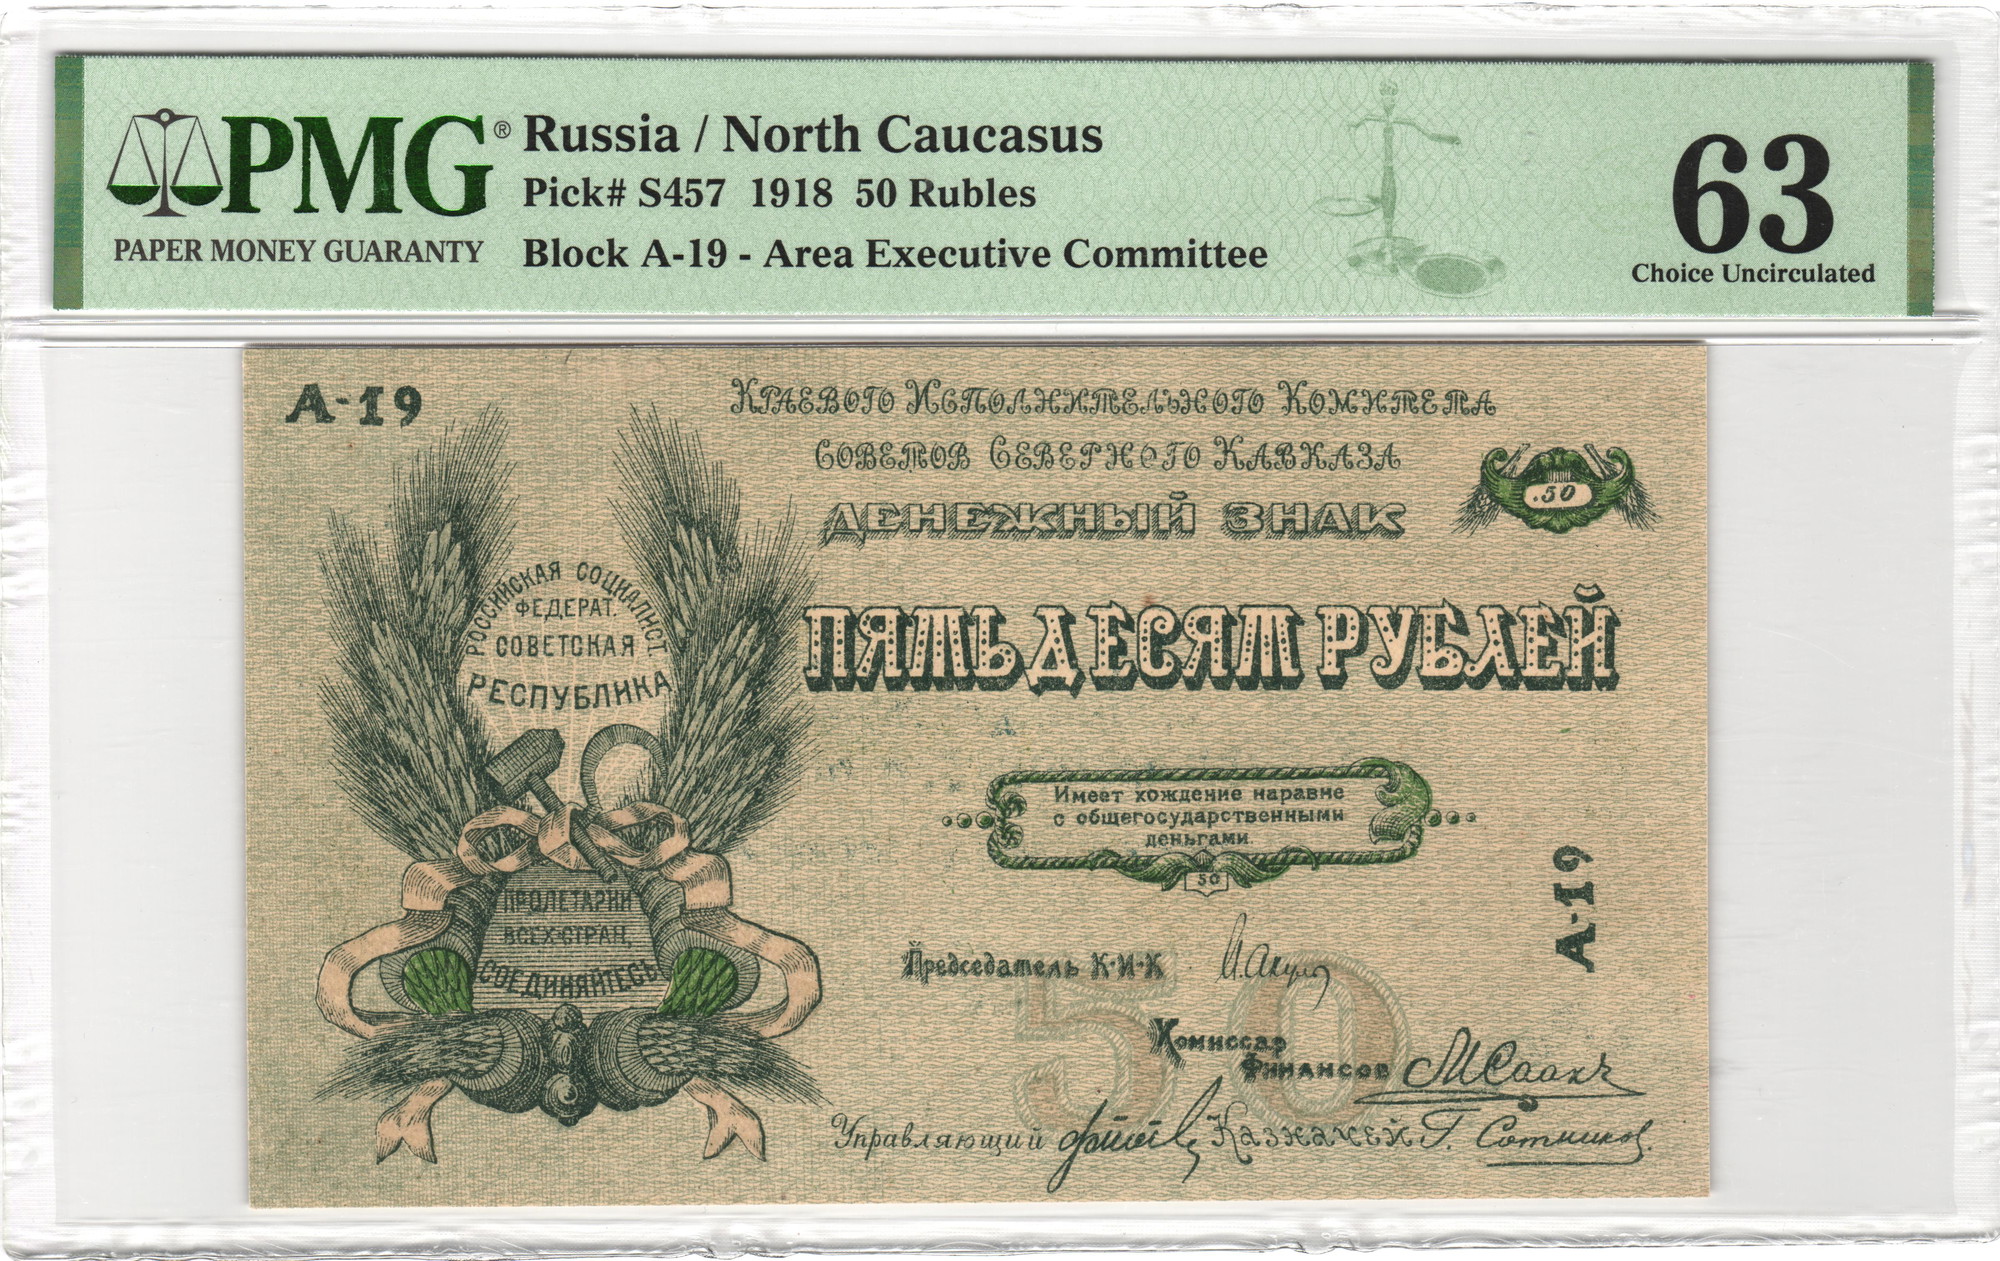 PMG®
PAPER MONEY GUARANTY
Russia / North Caucasus
Pick# S457 1918 50 Rubles
Block A-19 - Area Executive Committee
63
Choice Uncirculated
А-19
Краевого Исполнительного Комитета
Советов Северного Кавказа
ДЕНЕЖНЫЙ ЗНАК
.50
ПЯТЬДЕСЯТ РУБЛЕЙ
РОССИЙСКАЯ СОЦИАЛИСТ
ФЕДЕРАТ.
СОВЕТСКАЯ
РЕСПУБЛИКА
Имеет хождение наравне
с общегосударственными
деньгами.
50
ПРОЛЕТАРИИ
ВСЕХ СТРАН,
СОЕДИНЯЙТЕСЬ
А-19
Председатель К-И-К
50
Комиссар
Финансов
Управляющий
Казначей Г. Сотников.